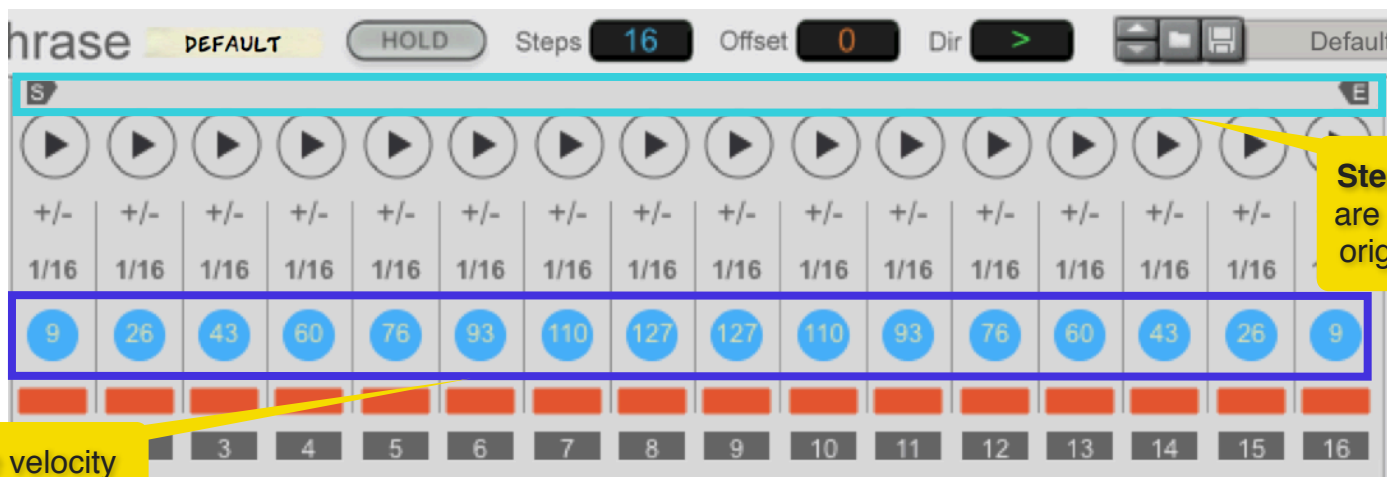 hrase DEFAULT HOLD Steps 16 Offset 0 Dir > Default
S E
+/- +/- +/- +/- +/- +/- +/- +/- +/- +/- +/- +/- +/- +/- +/-
Ste
are
orig
1/16 1/16 1/16 1/16 1/16 1/16 1/16 1/16 1/16 1/16 1/16 1/16 1/16 1/16 1/16
9 26 43 60 76 93 110 127 127 110 93 76 60 43 26 9
3 4 5 6 7 8 9 10 11 12 13 14 15 16
velocity